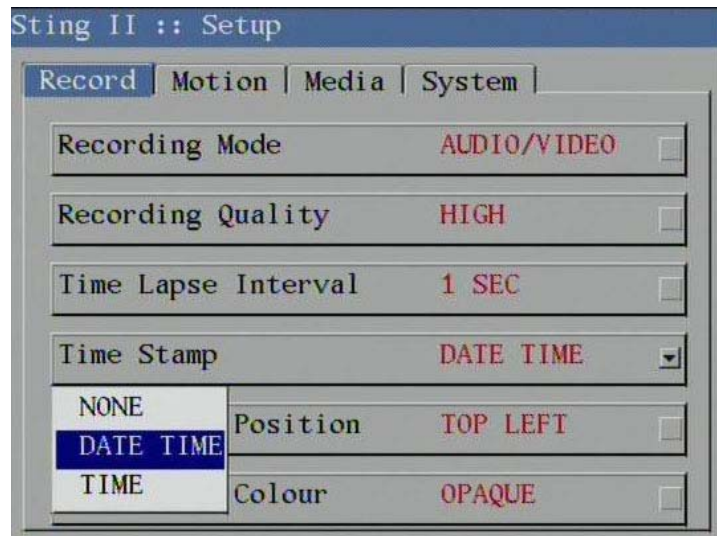 Sting II :: Setup
Record | Motion | Media | System |
Recording Mode AUDIO/VIDEO
Recording Quality HIGH
Time Lapse Interval 1 SEC
Time Stamp DATE TIME
NONE
Position TOP LEFT
DATE TIME
TIME
Colour OPAQUE